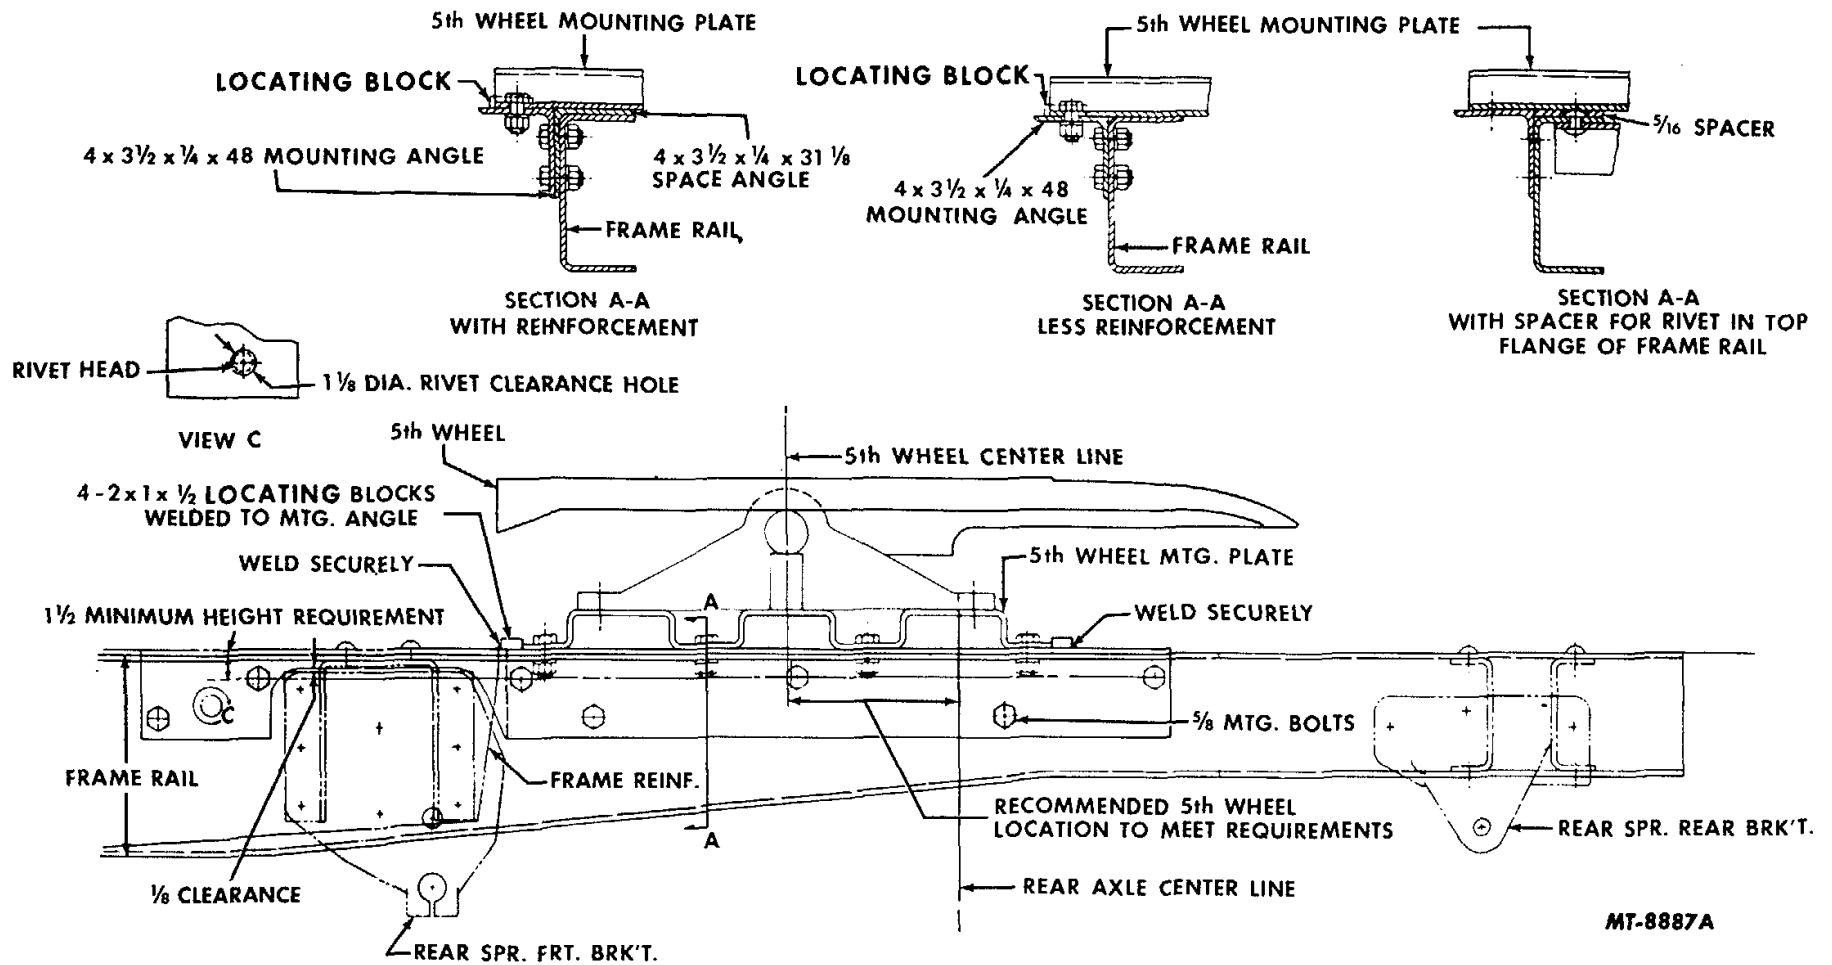 5th WHEEL MOUNTING PLATE
LOCATING BLOCK
4 x 3½ x ¼ x 48 MOUNTING ANGLE
4 x 3½ x ¼ x 31 ⅛
SPACE ANGLE
FRAME RAIL
SECTION A-A
WITH REINFORCEMENT
5th WHEEL MOUNTING PLATE
LOCATING BLOCK
4 x 3½ x ¼ x 48
MOUNTING ANGLE
FRAME RAIL
SECTION A-A
LESS REINFORCEMENT
5/16 SPACER
SECTION A-A
WITH SPACER FOR RIVET IN TOP
FLANGE OF FRAME RAIL
RIVET HEAD
1⅛ DIA. RIVET CLEARANCE HOLE
VIEW C
5th WHEEL
5th WHEEL CENTER LINE
4-2 x 1 x ½ LOCATING BLOCKS
WELDED TO MTG. ANGLE
WELD SECURELY
5th WHEEL MTG. PLATE
1½ MINIMUM HEIGHT REQUIREMENT
A
WELD SECURELY
C
5/8 MTG. BOLTS
FRAME RAIL
FRAME REINF.
RECOMMENDED 5th WHEEL
LOCATION TO MEET REQUIREMENTS
A
REAR SPR. REAR BRK'T.
⅛ CLEARANCE
REAR AXLE CENTER LINE
MT-8887A
REAR SPR. FRT. BRK'T.